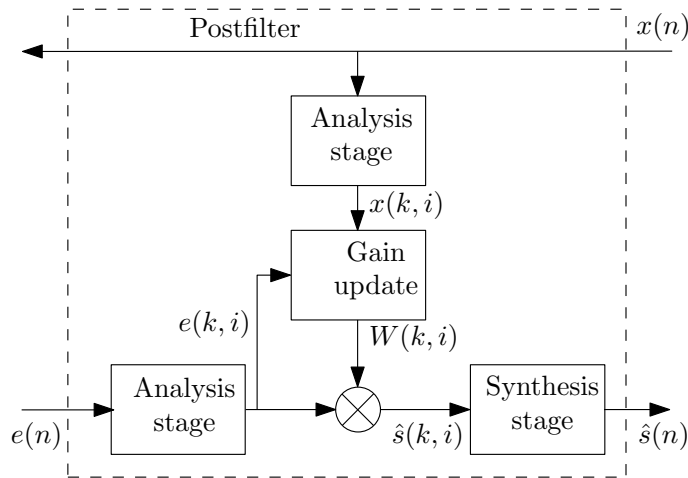 Postfilter
x(n)
Analysis
stage
x(k, i)
Gain
update
e(k, i)
W(k, i)
Analysis
stage
Synthesis
stage
e(n)
ŝ(k, i)
ŝ(n)